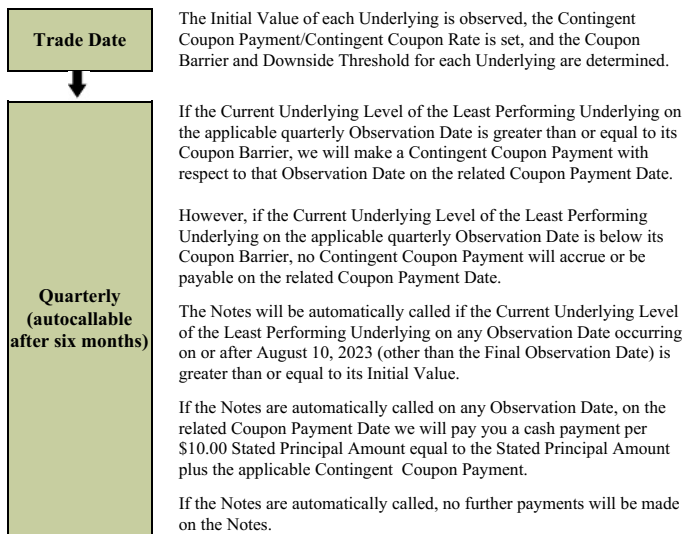 Trade Date
The Initial Value of each Underlying is observed, the Contingent
Coupon Payment/Contingent Coupon Rate is set, and the Coupon
Barrier and Downside Threshold for each Underlying are determined.
Quarterly
(autocallable
after six months)
If the Current Underlying Level of the Least Performing Underlying on
the applicable quarterly Observation Date is greater than or equal to its
Coupon Barrier, we will make a Contingent Coupon Payment with
respect to that Observation Date on the related Coupon Payment Date.
However, if the Current Underlying Level of the Least Performing
Underlying on the applicable quarterly Observation Date is below its
Coupon Barrier, no Contingent Coupon Payment will accrue or be
payable on the related Coupon Payment Date.
The Notes will be automatically called if the Current Underlying Level
of the Least Performing Underlying on any Observation Date occurring
on or after August 10, 2023 (other than the Final Observation Date) is
greater than or equal to its Initial Value.
If the Notes are automatically called on any Observation Date, on the
related Coupon Payment Date we will pay you a cash payment per
$10.00 Stated Principal Amount equal to the Stated Principal Amount
plus the applicable Contingent Coupon Payment.
If the Notes are automatically called, no further payments will be made
on the Notes.